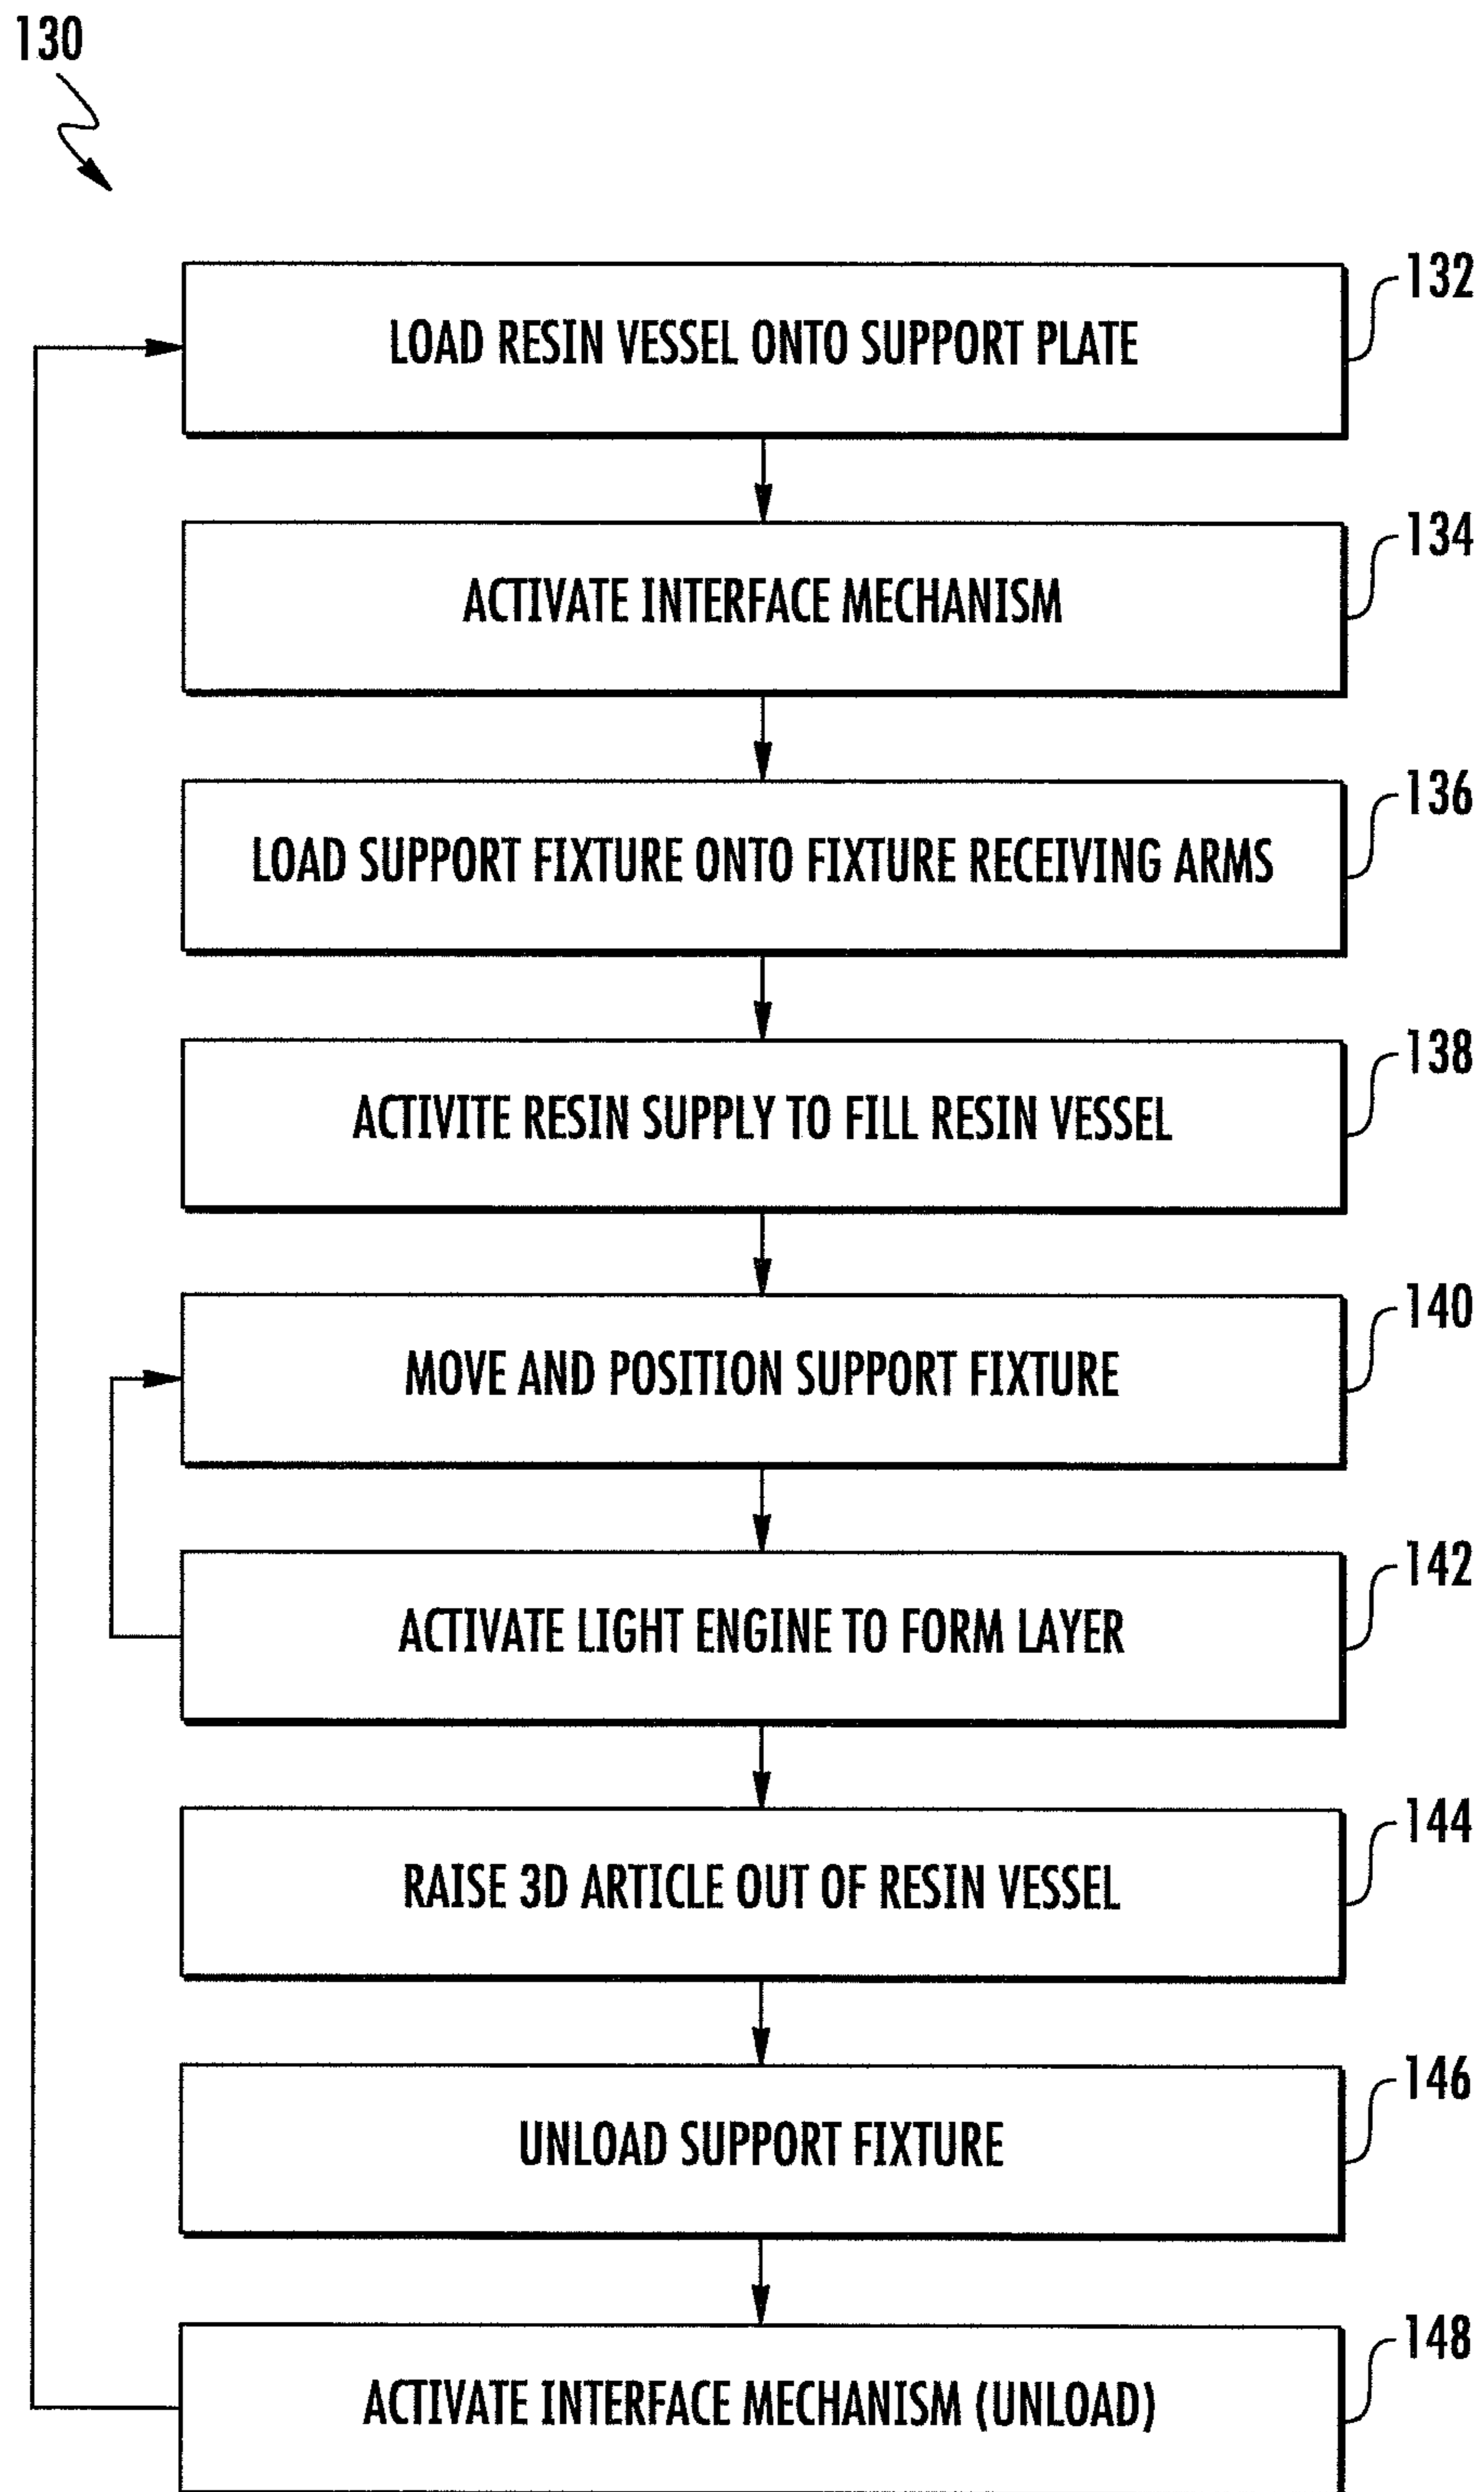 130
LOAD RESIN VESSEL ONTO SUPPORT PLATE
132
ACTIVATE INTERFACE MECHANISM
134
LOAD SUPPORT FIXTURE ONTO FIXTURE RECEIVING ARMS
136
ACTIVITE RESIN SUPPLY TO FILL RESIN VESSEL
138
MOVE AND POSITION SUPPORT FIXTURE
140
ACTIVATE LIGHT ENGINE TO FORM LAYER
142
RAISE 3D ARTICLE OUT OF RESIN VESSEL
144
UNLOAD SUPPORT FIXTURE
146
ACTIVATE INTERFACE MECHANISM (UNLOAD)
148